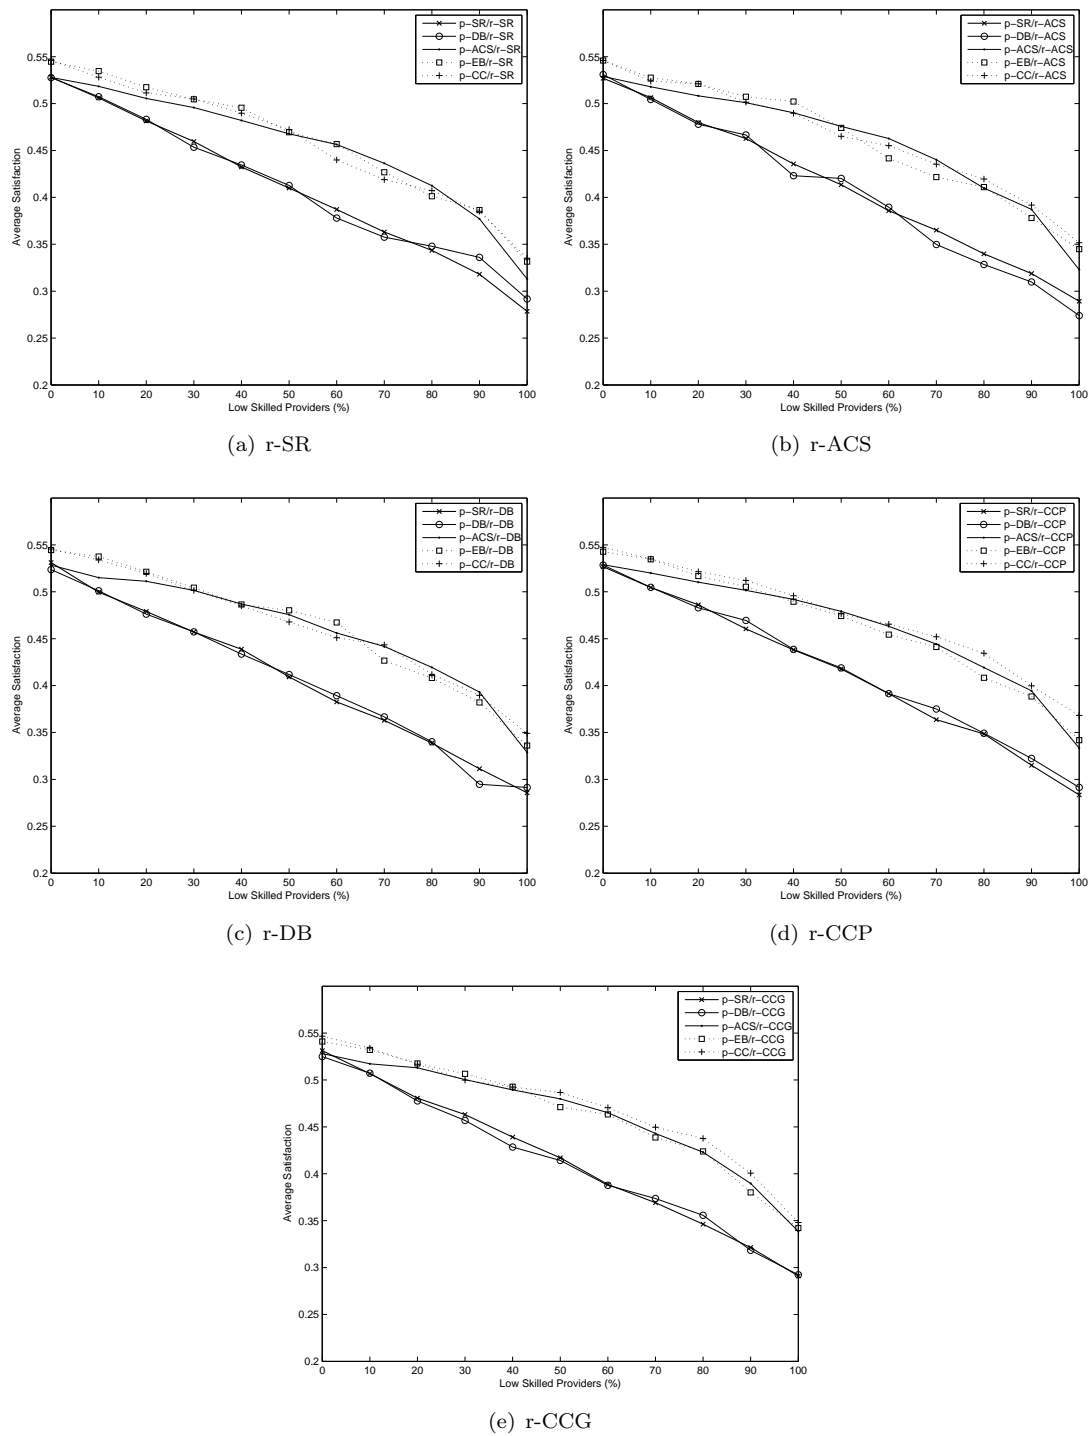 p-SR/r-SR
p-DB/r-SR
p-ACS/r-SR
p-EB/r-SR
p-CC/r-SR
0.55
0.5
0.45
0.4
0.35
0.3
0.25
0.2
Average Satisfaction
0 10 20 30 40 50 60 70 80 90 100
Low Skilled Providers (%)
(a) r-SR
p-SR/r-ACS
p-DB/r-ACS
p-ACS/r-ACS
p-EB/r-ACS
p-CC/r-ACS
0.55
0.5
0.45
0.4
0.35
0.3
0.25
0.2
Average Satisfaction
0 10 20 30 40 50 60 70 80 90 100
Low Skilled Providers (%)
(b) r-ACS
p-SR/r-DB
p-DB/r-DB
p-ACS/r-DB
p-EB/r-DB
p-CC/r-DB
0.55
0.5
0.45
0.4
0.35
0.3
0.25
0.2
Average Satisfaction
0 10 20 30 40 50 60 70 80 90 100
Low Skilled Providers (%)
(c) r-DB
p-SR/r-CCP
p-DB/r-CCP
p-ACS/r-CCP
p-EB/r-CCP
p-CC/r-CCP
0.55
0.5
0.45
0.4
0.35
0.3
0.25
0.2
Average Satisfaction
0 10 20 30 40 50 60 70 80 90 100
Low Skilled Providers (%)
(d) r-CCP
p-SR/r-CCG
p-DB/r-CCG
p-ACS/r-CCG
p-EB/r-CCG
p-CC/r-CCG
0.55
0.5
0.45
0.4
0.35
0.3
0.25
0.2
Average Satisfaction
0 10 20 30 40 50 60 70 80 90 100
Low Skilled Providers (%)
(e) r-CCG